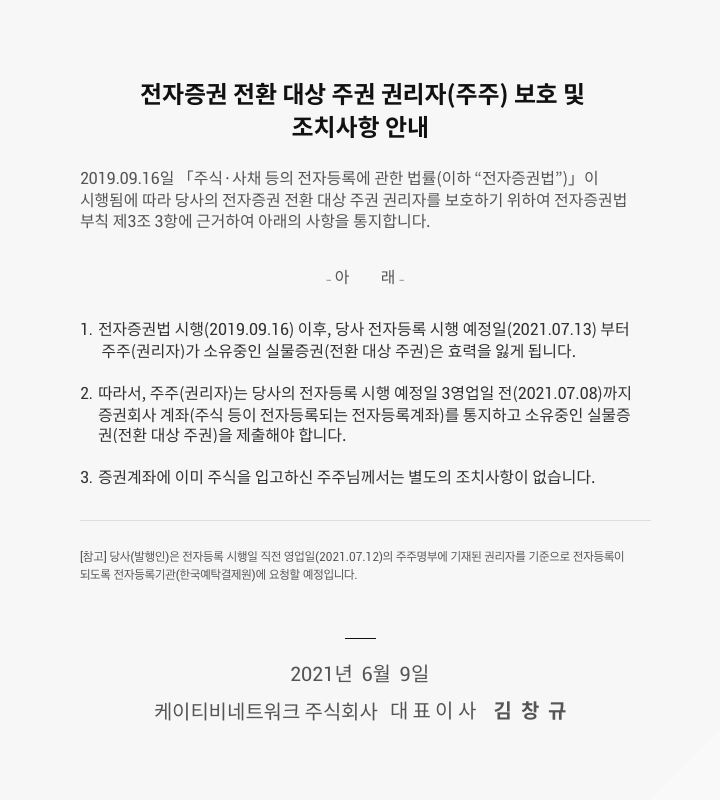 전자증권 전환 대상 주권 권리자(주주) 보호 및
조치사항 안내
2019.09.16일 「주식·사채 등의 전자등록에 관한 법률(이하 “전자증권법”)」이
시행됨에 따라 당사의 전자증권 전환 대상 주권 권리자를 보호하기 위하여 전자증권법
부칙 제3조 3항에 근거하여 아래의 사항을 통지합니다.
- 아 래 -
1. 전자증권법 시행(2019.09.16) 이후, 당사 전자등록 시행 예정일(2021.07.13) 부터
주주(권리자)가 소유중인 실물증권(전환 대상 주권)은 효력을 잃게 됩니다.
2. 따라서, 주주(권리자)는 당사의 전자등록 시행 예정일 3영업일 전(2021.07.08)까지
증권회사 계좌(주식 등이 전자등록되는 전자등록계좌)를 통지하고 소유중인 실물증
권(전환 대상 주권)을 제출해야 합니다.
3. 증권계좌에 이미 주식을 입고하신 주주님께서는 별도의 조치사항이 없습니다.
[참고] 당사(발행인)은 전자등록 시행일 직전 영업일(2021.07.12)의 주주명부에 기재된 권리자를 기준으로 전자등록이
되도록 전자등록기관(한국예탁결제원)에 요청할 예정입니다.
2021년 6월 9일
케이티비네트워크 주식회사 대 표 이 사 김 창 규